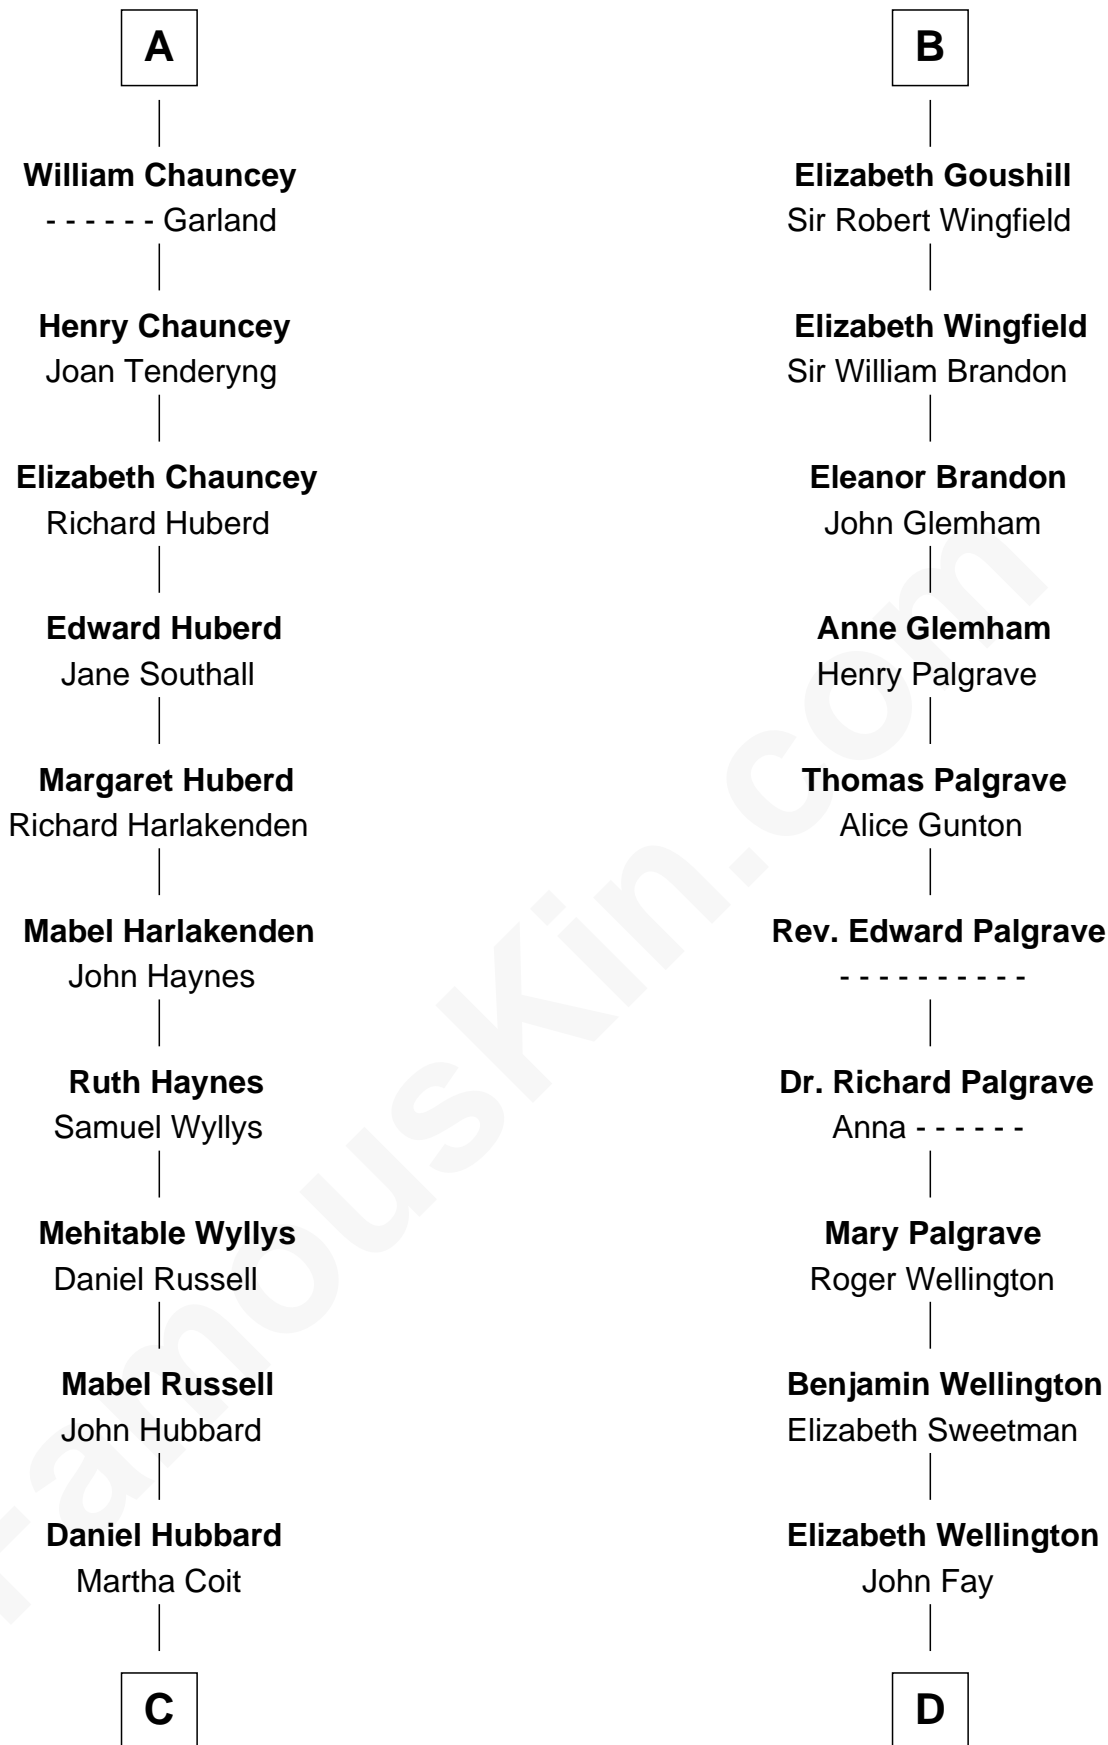 A
William Chauncey
- - - - - - Garland
Henry Chauncey
Joan Tenderyng
Elizabeth Chauncey
Richard Huberd
Edward Huberd
Jane Southall
Margaret Huberd
Richard Harlakenden
Mabel Harlakenden
John Haynes
Ruth Haynes
Samuel Wyllys
Mehitable Wyllys
Daniel Russell
Mabel Russell
John Hubbard
Daniel Hubbard
Martha Coit
C
B
Elizabeth Goushill
Sir Robert Wingfield
Elizabeth Wingfield
Sir William Brandon
Eleanor Brandon
John Glemham
Anne Glemham
Henry Palgrave
Thomas Palgrave
Alice Gunton
Rev. Edward Palgrave
- - - - - - - - - -
Dr. Richard Palgrave
Anna - - - - - -
Mary Palgrave
Roger Wellington
Benjamin Wellington
Elizabeth Sweetman
Elizabeth Wellington
John Fay
D
FamousKin.com